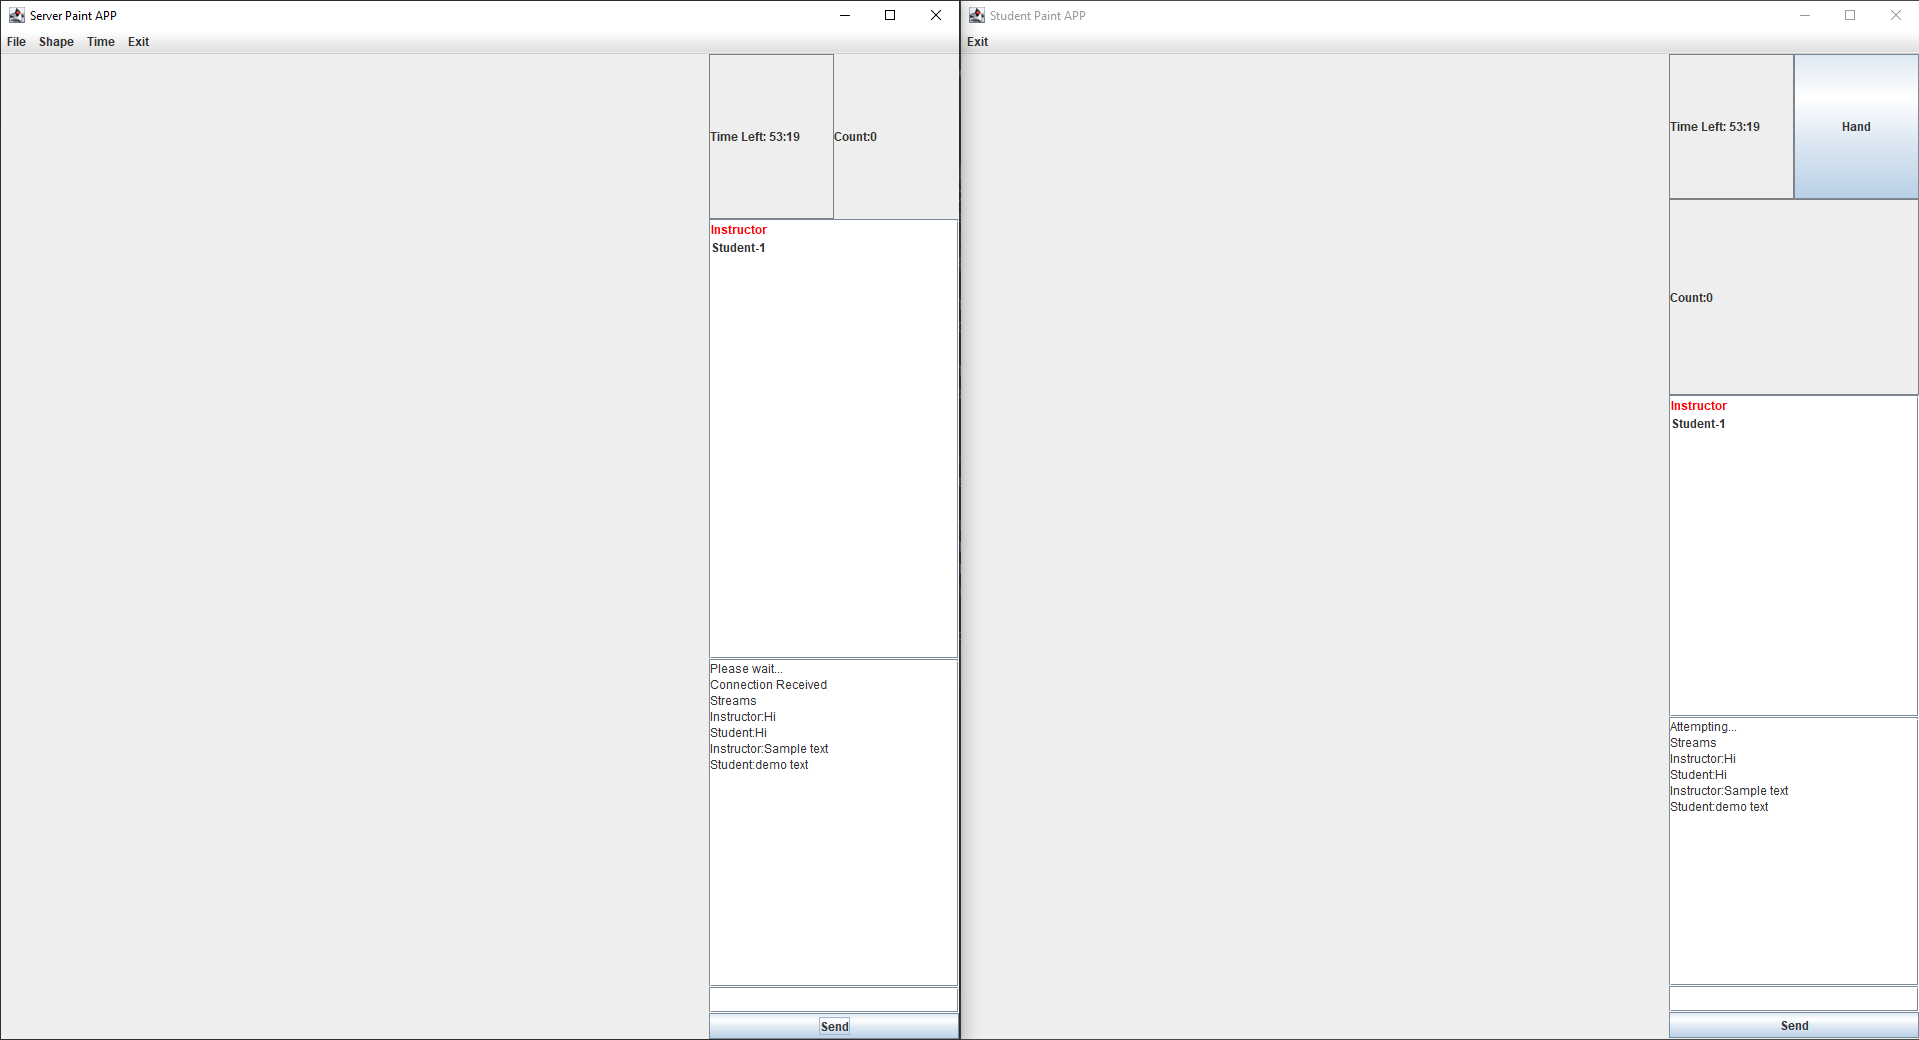 Server Paint APP
File Shape Time Exit
Time Left: 53:19
Count:0
Instructor
Student-1
Please wait...
Connection Received
Streams
Instructor:Hi
Student:Hi
Instructor:Sample text
Student:demo text
Send
Student Paint APP
Exit
Time Left: 53:19
Hand
Count:0
Instructor
Student-1
Attempting...
Streams
Instructor:Hi
Student:Hi
Instructor:Sample text
Student:demo text
Send